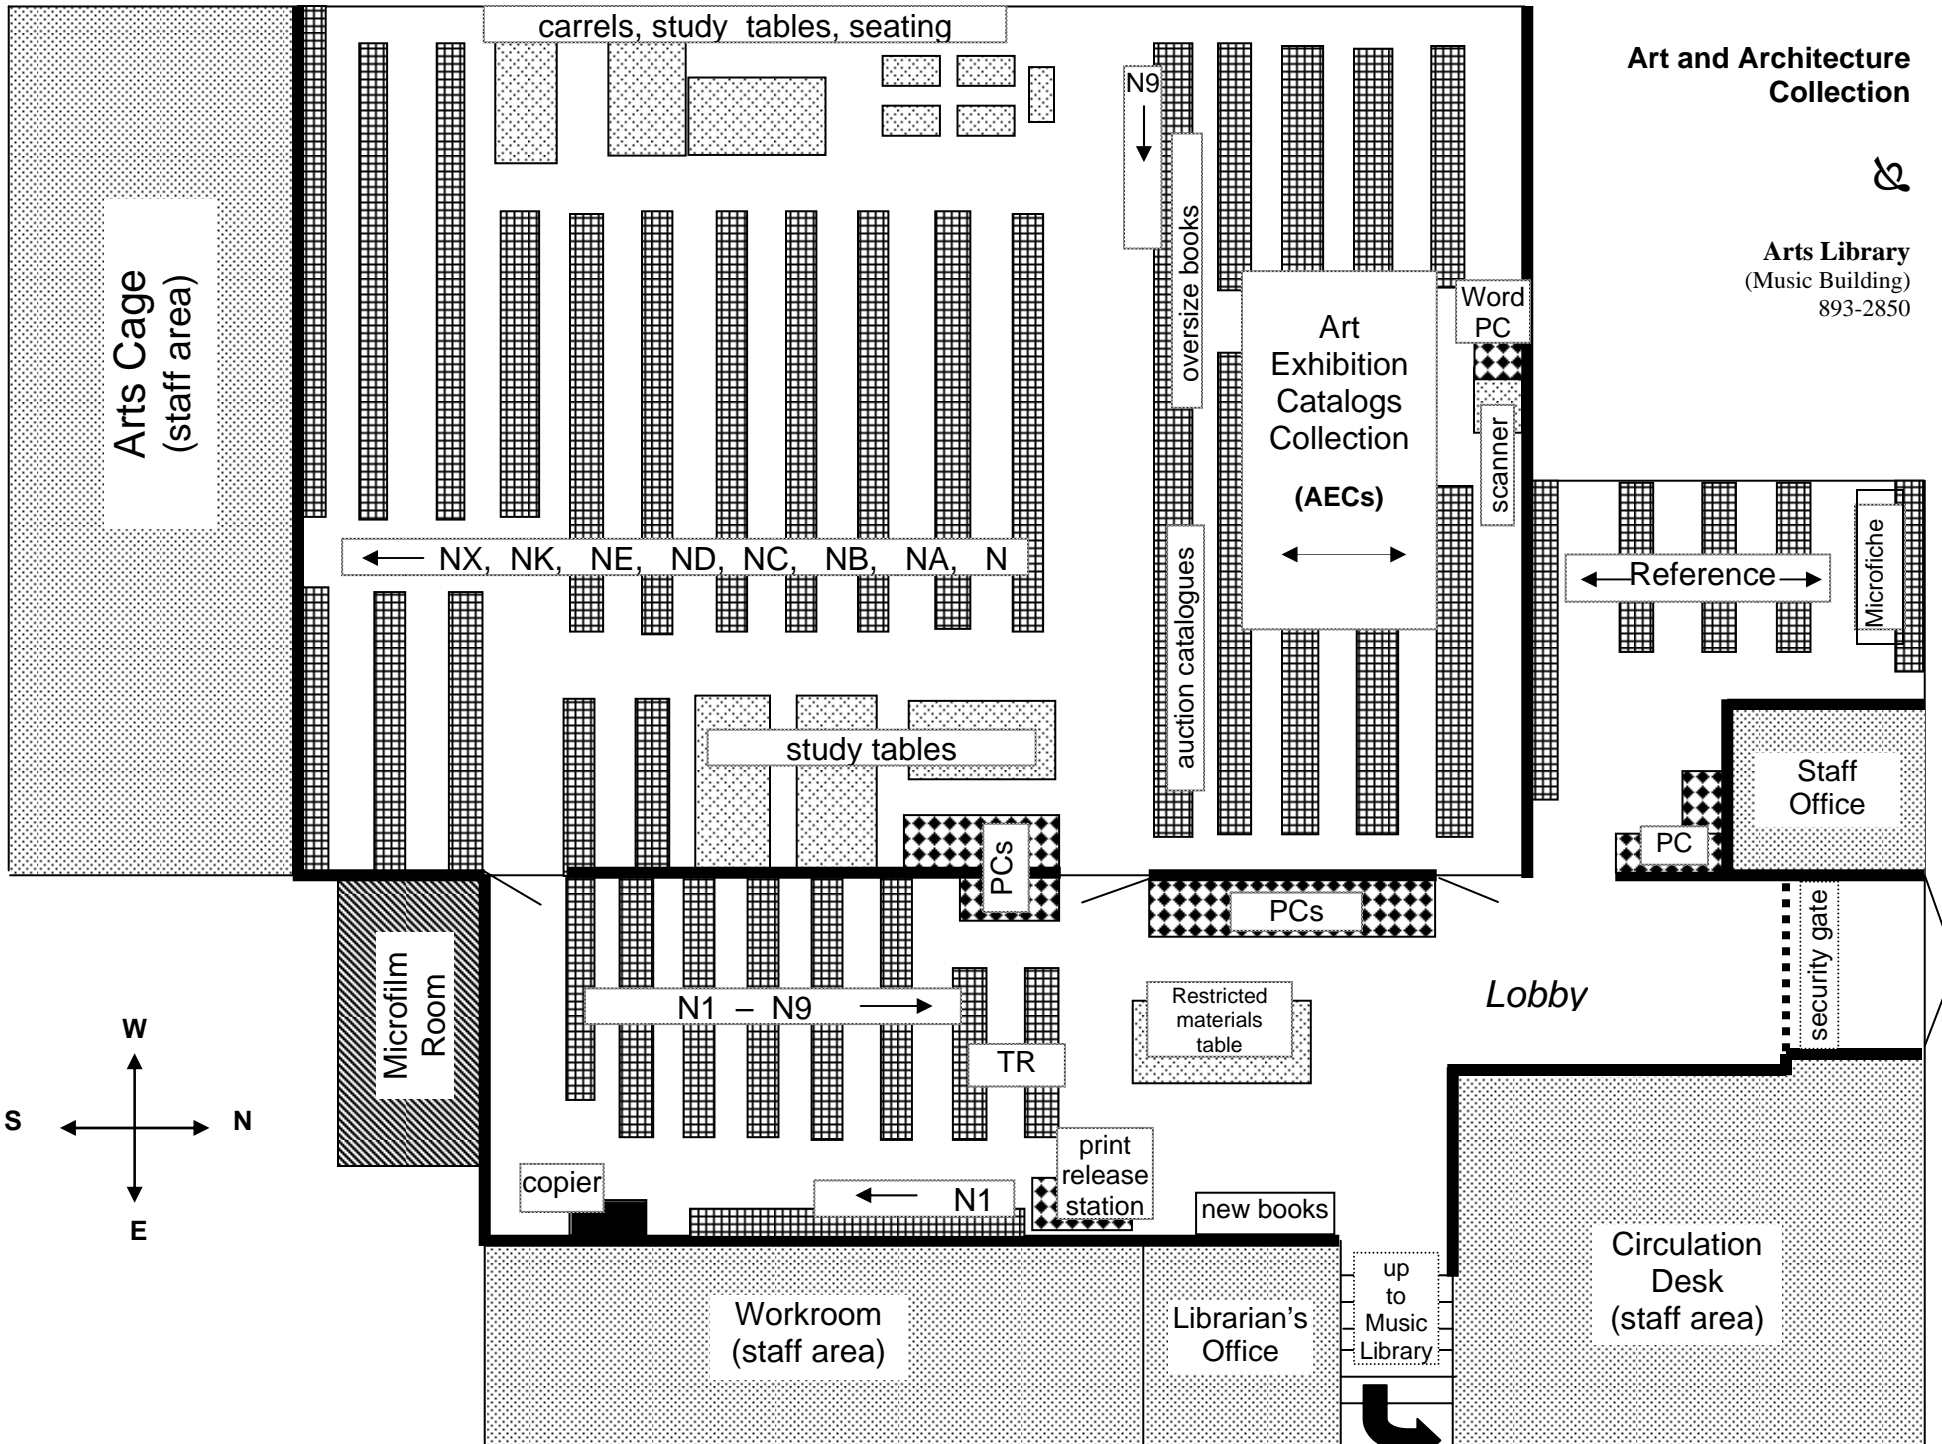 carrels, study tables, seating
Art and Architecture
Collection
&
Arts Library
(Music Building)
893-2850
N9
oversize books
Word
PC
scanner
Art
Exhibition
Catalogs
Collection
(AECs)
Arts Cage
(staff area)
NX, NK, NE, ND, NC, NB, NA, N
auction catalogues
Reference
Microfiche
study tables
Staff
Office
PC
PCs
PCs
security gate
Microfilm
Room
N1 – N9
TR
Restricted
materials
table
Lobby
W
S
N
E
copier
N1
print
release
station
new books
Workroom
(staff area)
Librarian's
Office
up
to
Music
Library
Circulation
Desk
(staff area)